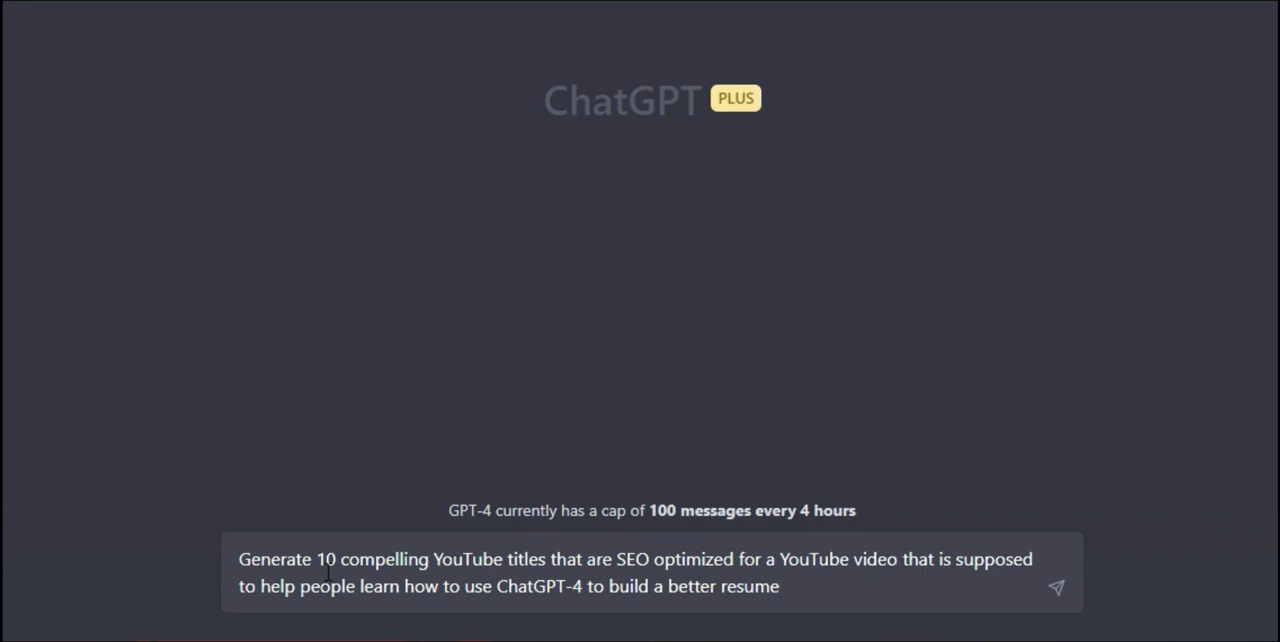 ChatGPT PLUS
GPT-4 currently has a cap of 100 messages every 4 hours
Generate 10 compelling YouTube titles that are SEO optimized for a YouTube video that is supposed
to help people learn how to use ChatGPT-4 to build a better resume